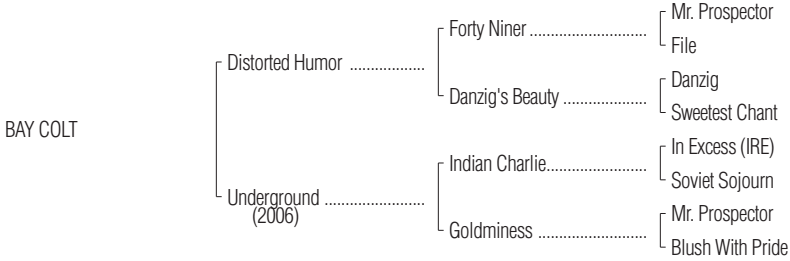 Mr. Prospector
Forty Niner ............................
File
Distorted Humor ..................
Danzig
Danzig's Beauty ....................
Sweetest Chant
BAY COLT
In Excess (IRE)
Indian Charlie........................
Soviet Sojourn
Underground ........................
(2006)
Mr. Prospector
Goldminess ..........................
Blush With Pride